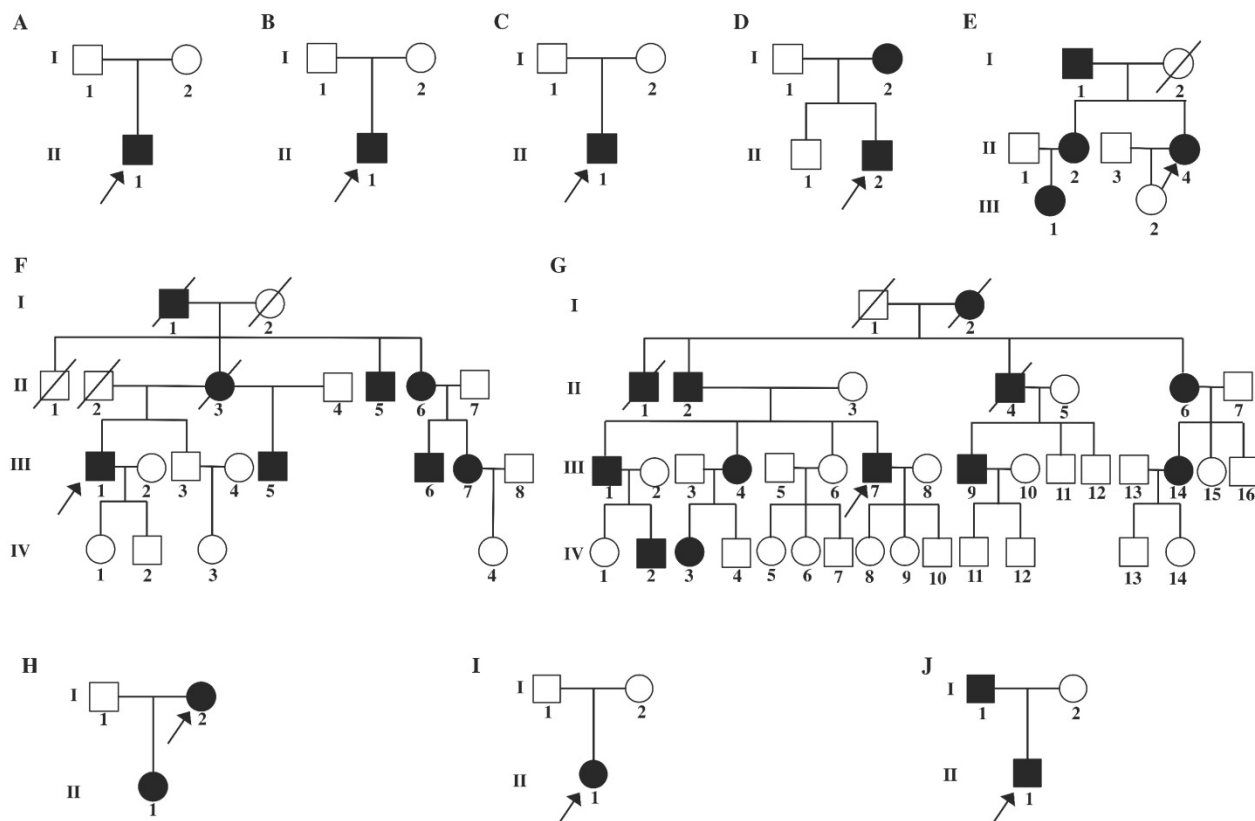 A B C D E
I I I I I
1 2 1 2 1 2 1 2 1 2
II II II II II
1 1 1 1 2 1 2 3 4
III
1 2
F G
I I
1 2 1 2
II II
1 2 3 4 5 6 7 1 2 3 4 5 6 7
III III
1 2 3 4 5 6 7 8 1 2 3 4 5 6 7 8 9 10 11 12 13 14 15 16
IV IV
1 2 3 4 1 2 3 4 5 6 7 8 9 10 11 12 13 14
H I J
I I I
1 2 1 2 1 2
II II II
1 1 1